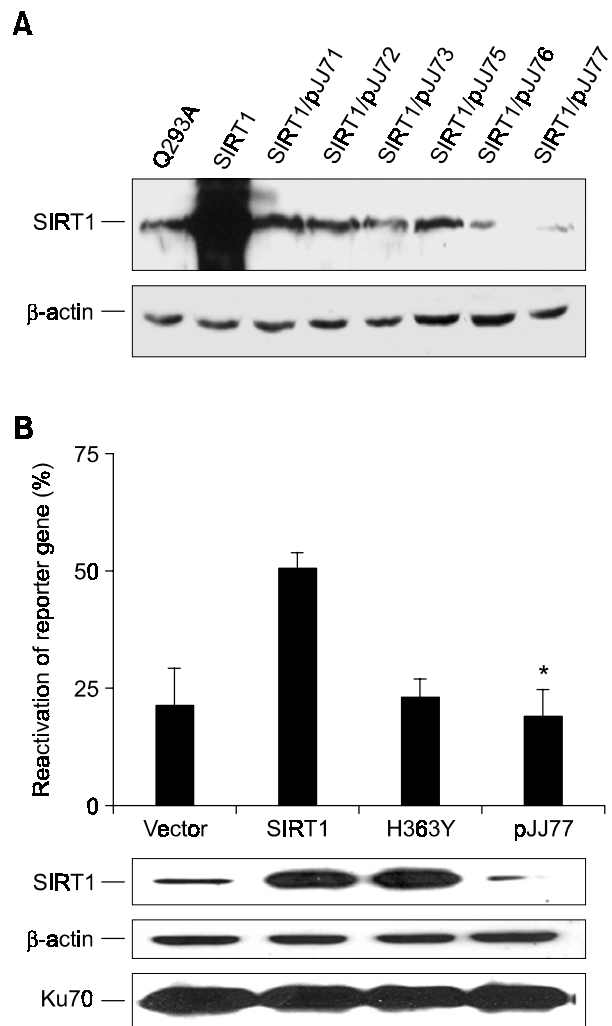 A
Q293A
SIRT1
SIRT1/pJJ71
SIRT1/pJJ72
SIRT1/pJJ73
SIRT1/pJJ75
SIRT1/pJJ76
SIRT1/pJJ77
SIRT1
β-actin
B
Reactivation of reporter gene (%)
75
50
25
0
*
Vector
SIRT1
H363Y
pJJ77
SIRT1
β-actin
Ku70